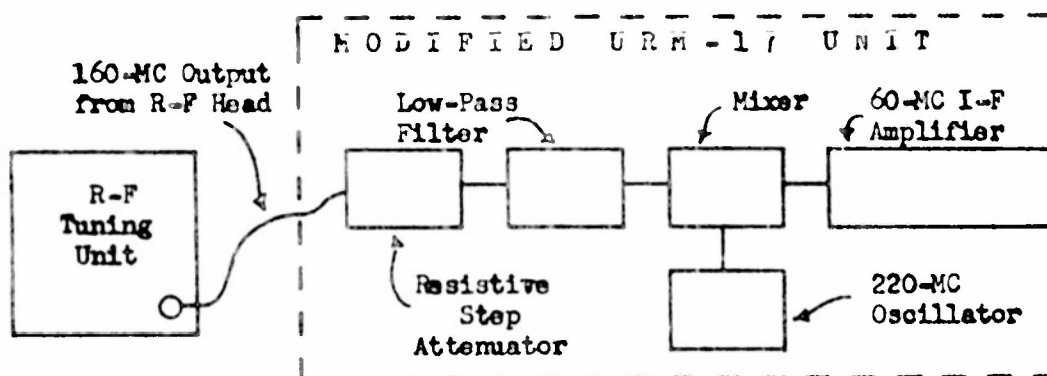 MODIFIED URM-17 UNIT
160-MC Output
from R-F Head
Low-Pass
Filter
Mixer
60-MC I-F
Amplifier
R-F
Tuning
Unit
Resistive
Step
Attenuator
220-MC
Oscillator